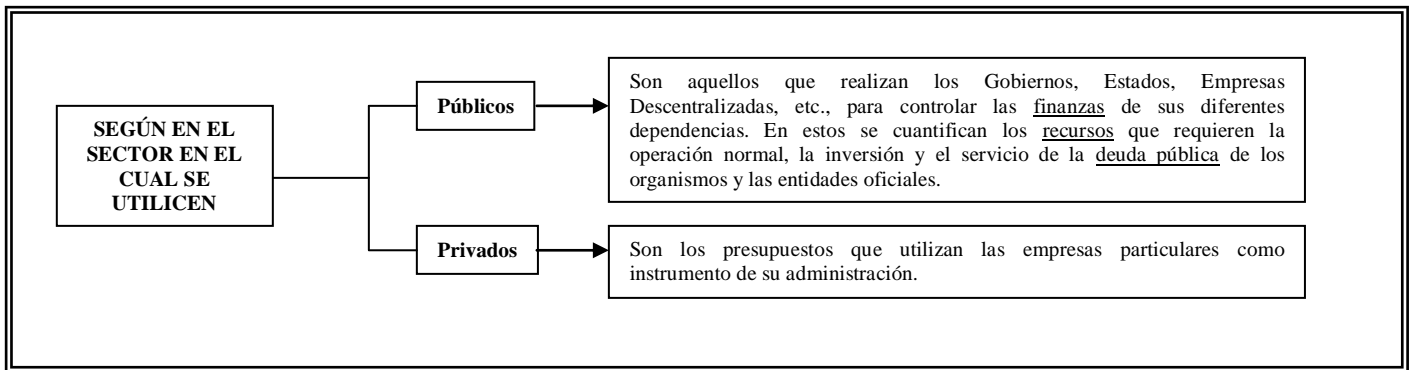 SEGÚN EN EL
SECTOR EN EL
CUAL SE
UTILICEN
Públicos
Son aquellos que realizan los Gobiernos, Estados, Empresas
Descentralizadas, etc., para controlar las finanzas de sus diferentes
dependencias. En estos se cuantifican los recursos que requieren la
operación normal, la inversión y el servicio de la deuda pública de los
organismos y las entidades oficiales.
Privados
Son los presupuestos que utilizan las empresas particulares como
instrumento de su administración.